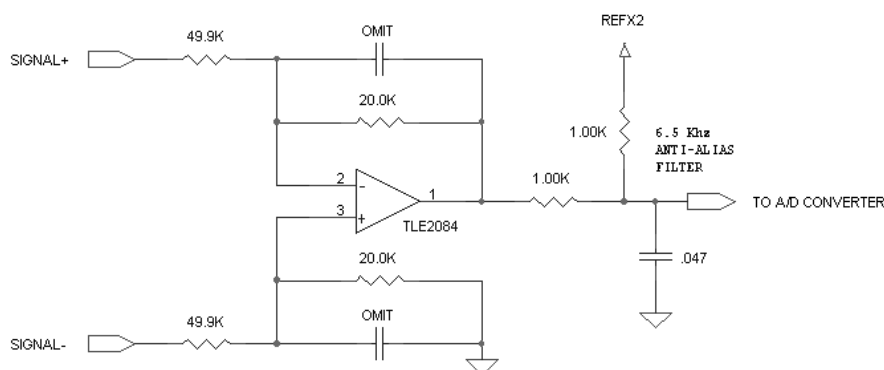 OMIT
REFX2
49.9K
SIGNAL+
20.0K
1.00K
6.5 Khz
ANTI-ALIAS
FILTER
2
-
1
1.00K
3
+
TO A/D CONVERTER
TLE2084
20.0K
.047
OMIT
49.9K
SIGNAL-